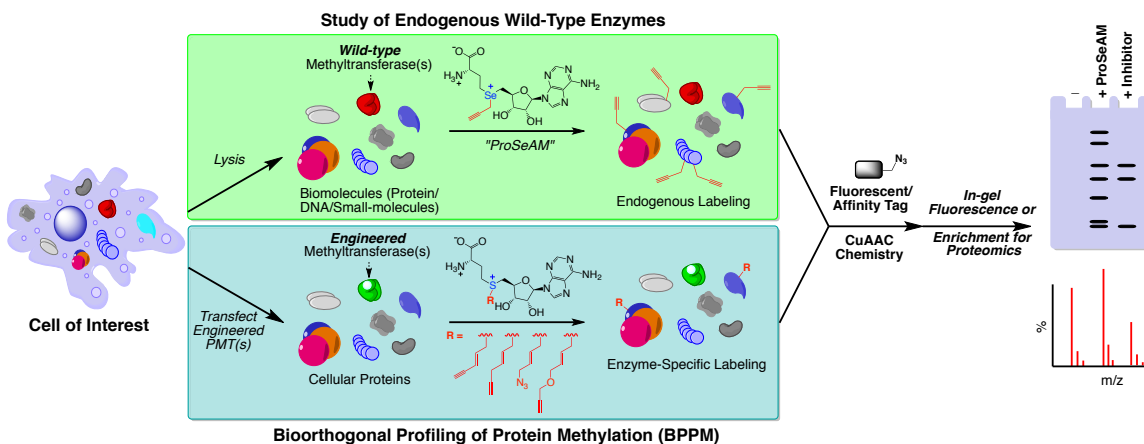 Study of Endogenous Wild-Type Enzymes
Wild-type
Methyltransferase(s)
Lysis
Biomolecules (Protein/
DNA/Small-molecules)
⁻O
O
H₃N
+
+
Se
O
HO
OH
N
N
N
N
NH₂
"ProSeAM"
Endogenous Labeling
Cell of Interest
Transfect
Engineered
PMT(s)
Engineered
Methyltransferase(s)
Cellular Proteins
⁻O
O
H₃N
+
+
S
R
O
HO
OH
N
N
N
N
NH₂
R =
N₃
O
R
R
Enzyme-Specific Labeling
Bioorthogonal Profiling of Protein Methylation (BPPM)
N₃
Fluorescent/
Affinity Tag
CuAAC
Chemistry
In-gel
Fluorescence or
Enrichment for
Proteomics
–
+ ProSeAM
+ Inhibitor
%
m/z